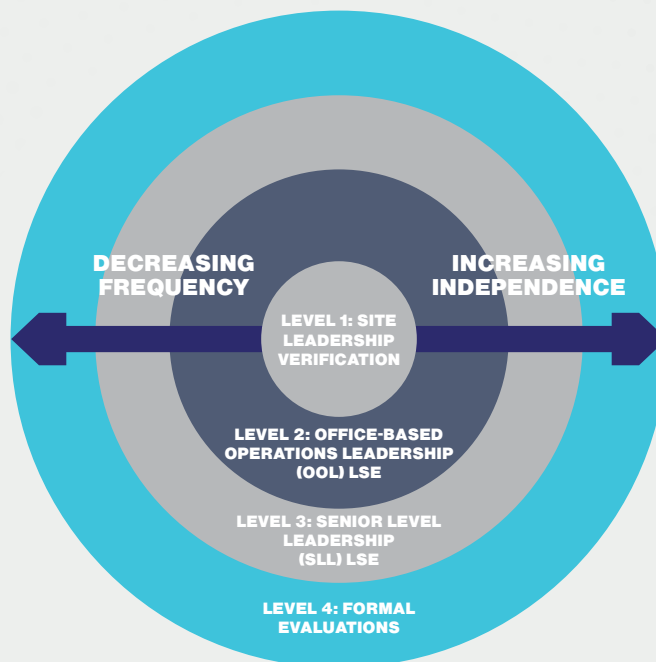 DECREASING
FREQUENCY
INCREASING
INDEPENDENCE
LEVEL 1: SITE
LEADERSHIP
VERIFICATION
LEVEL 2: OFFICE-BASED
OPERATIONS LEADERSHIP
(OOL) LSE
LEVEL 3: SENIOR LEVEL
LEADERSHIP
(SLL) LSE
LEVEL 4: FORMAL
EVALUATIONS